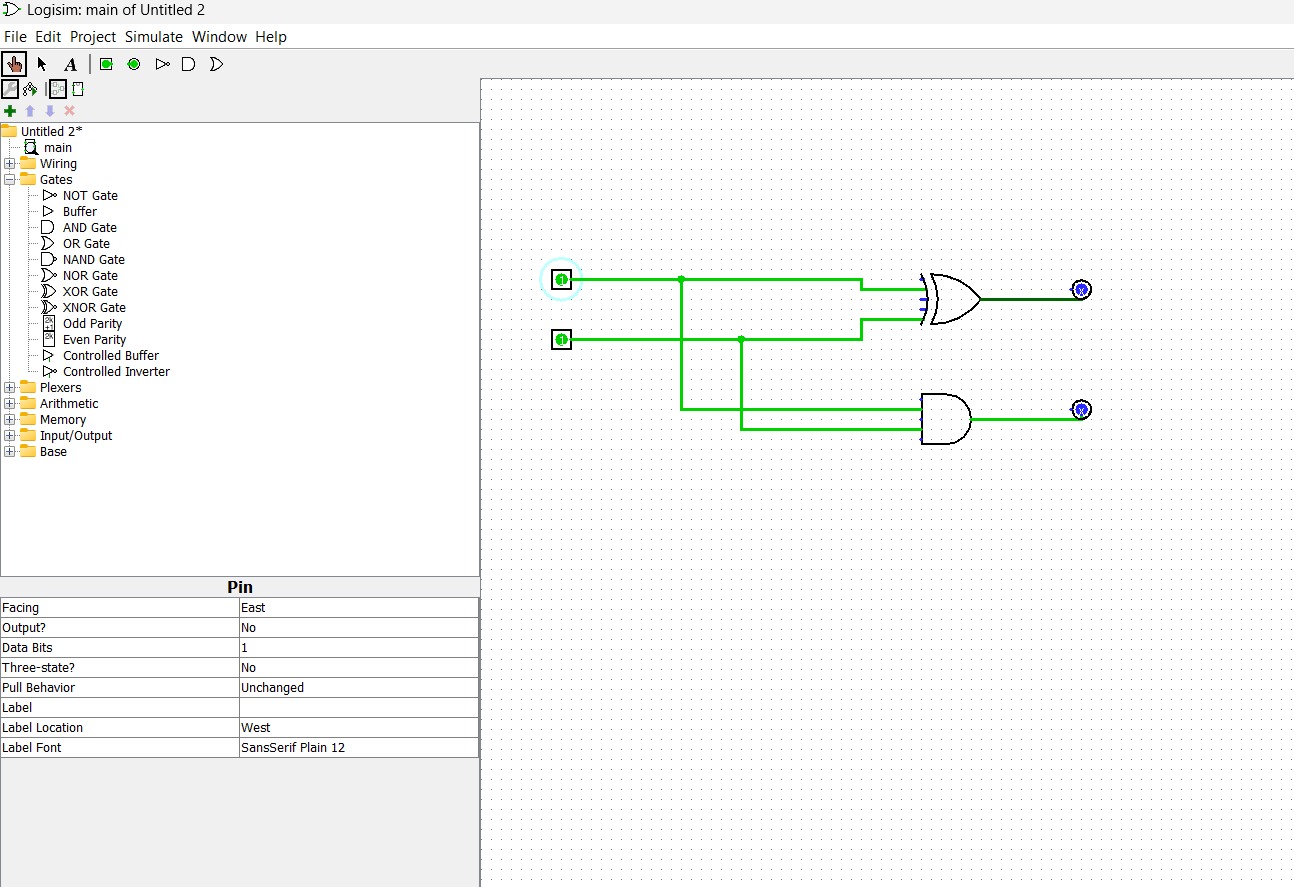 Logisim: main of Untitled 2
File Edit Project Simulate Window Help
A
Untitled 2*
main
Wiring
Gates
NOT Gate
Buffer
AND Gate
OR Gate
NAND Gate
NOR Gate
XOR Gate
XNOR Gate
Odd Parity
Even Parity
Controlled Buffer
Controlled Inverter
Plexers
Arithmetic
Memory
Input/Output
Base
Pin
Facing East
Output? No
Data Bits 1
Three-state? No
Pull Behavior Unchanged
Label
Label Location West
Label Font SansSerif Plain 12
1
x
1
x